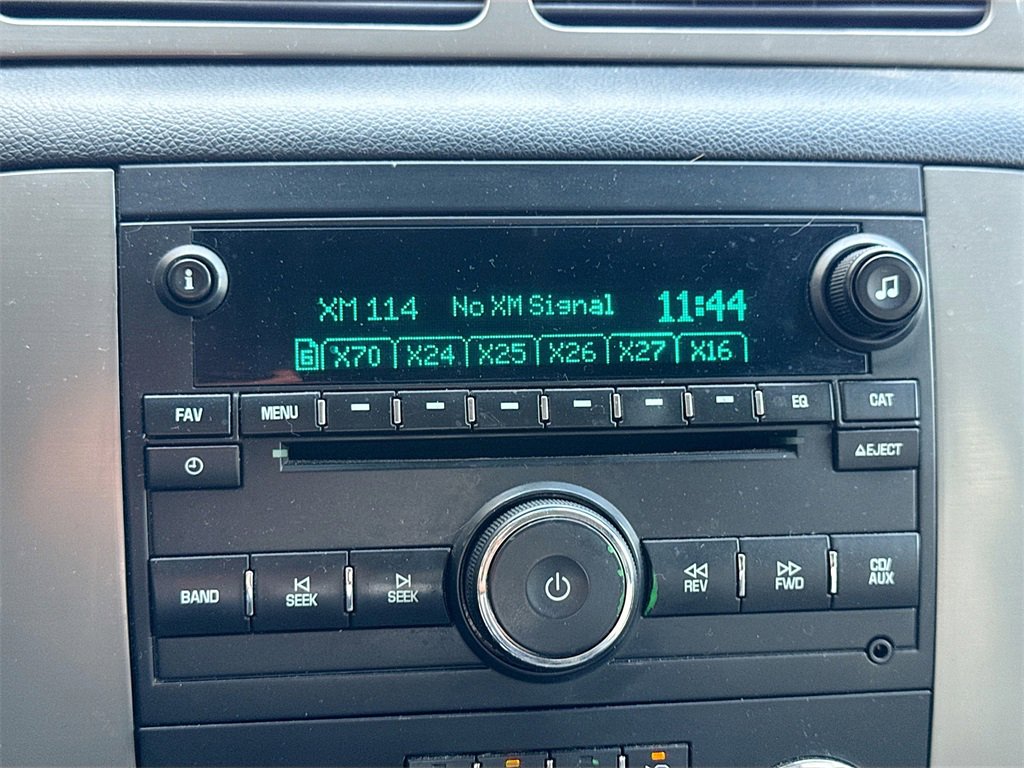 XM 114 No XM Signal 11:44
X70 X24 X25 X26 X27 X16
FAV MENU EQ CAT
EJECT
BAND SEEK SEEK REV FWD CD/
AUX